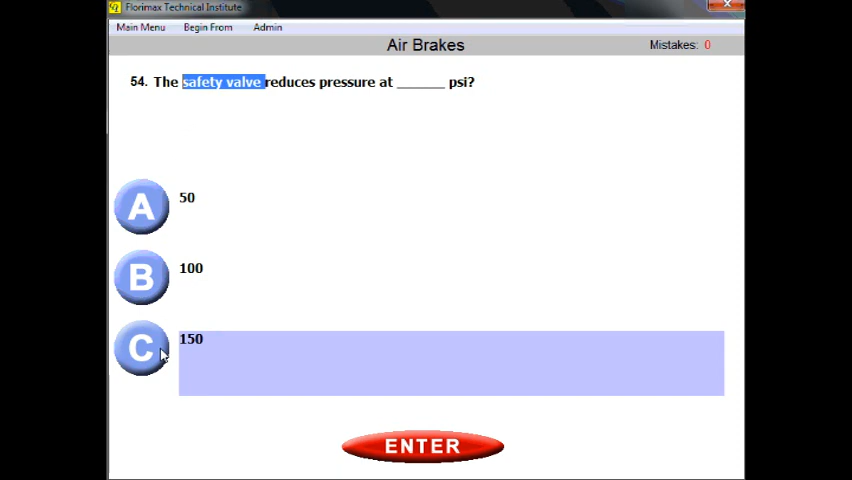 Florimax Technical Institute
Main Menu Begin From Admin
Air Brakes Mistakes: 0
54. The safety valve reduces pressure at ______ psi?
A 50
B 100
C 150
ENTER